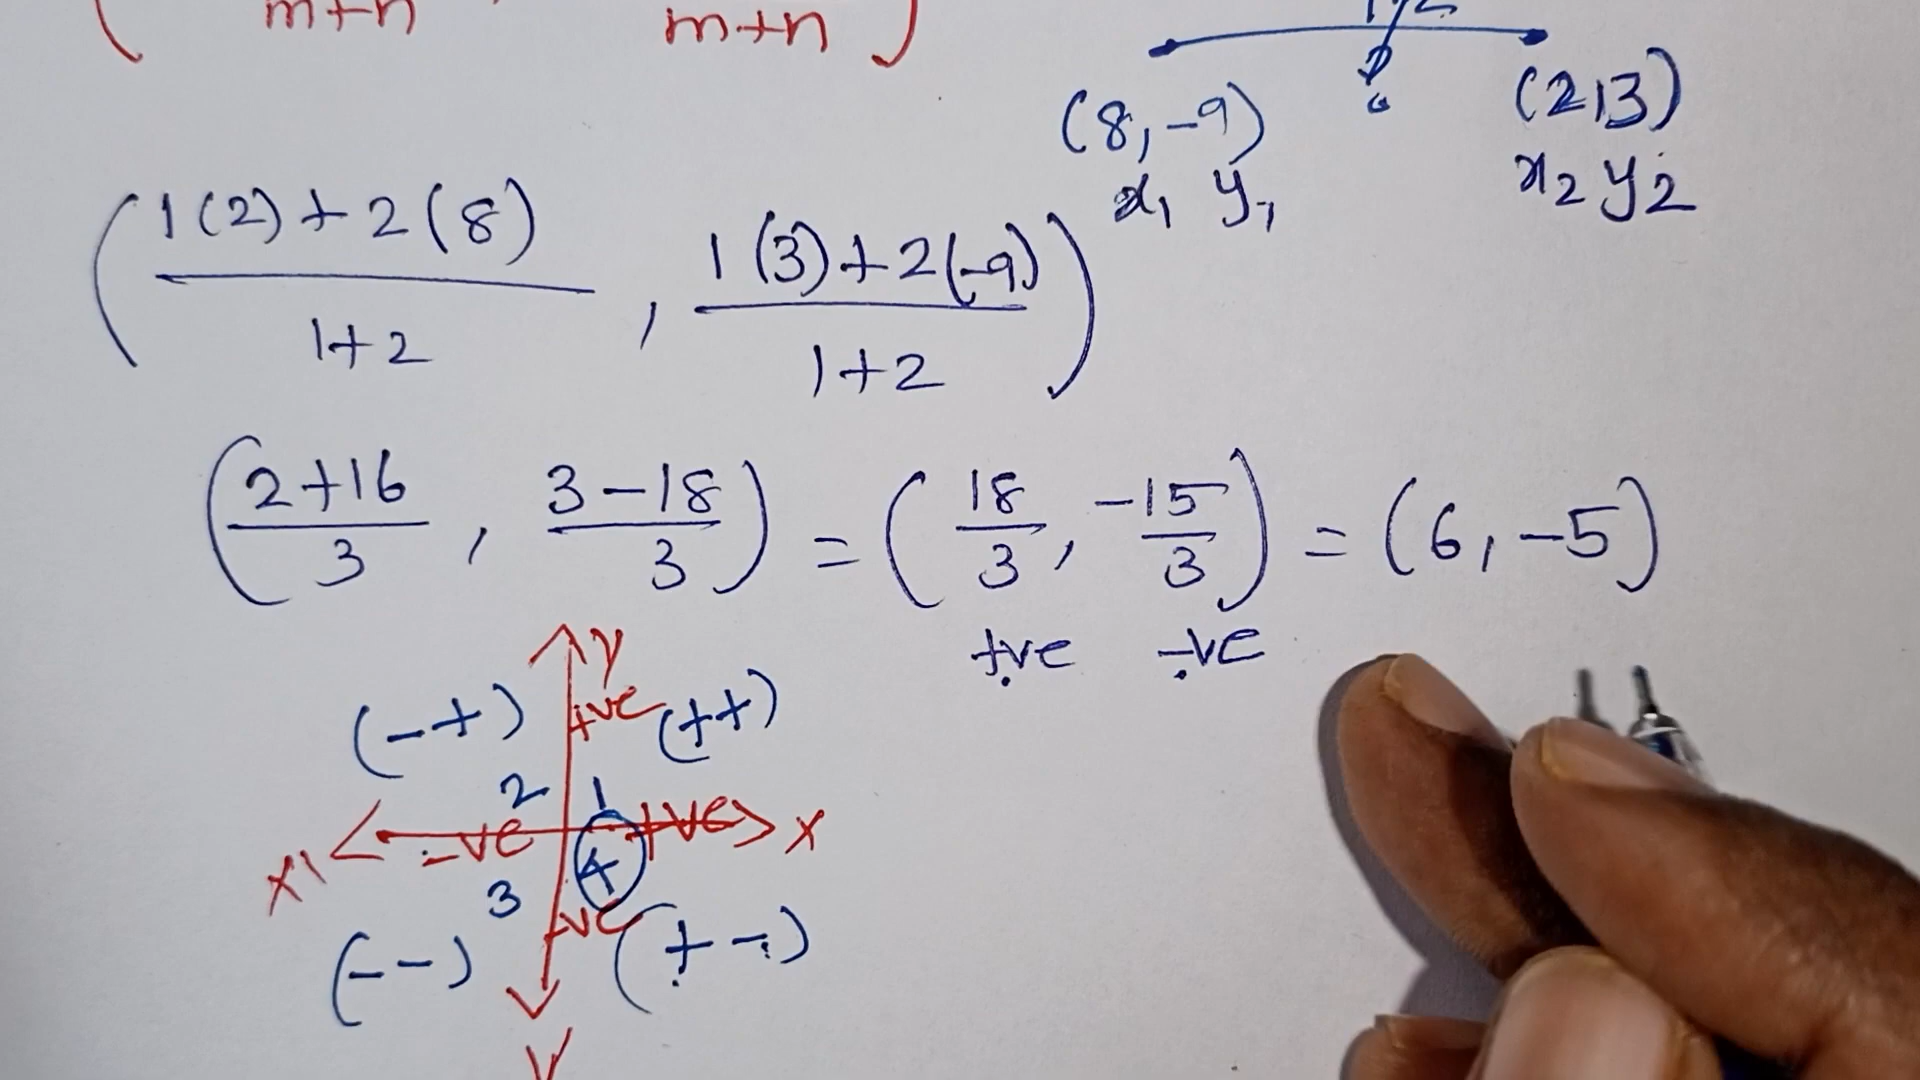 ( m+n , m+n )
1:2
(8, -9)
(2,3)
x₁ y₁
x₂ y₂
( 1(2)+2(8) / 1+2 , 1(3)+2(-9) / 1+2 )
( 2+16 / 3 , 3-18 / 3 ) = ( 18 / 3 , -15 / 3 ) = (6, -5)
+ve -ve
y
(-+) +ve (++)
2 1
x' -ve +ve x
3 4
-ve
(--) (+-)